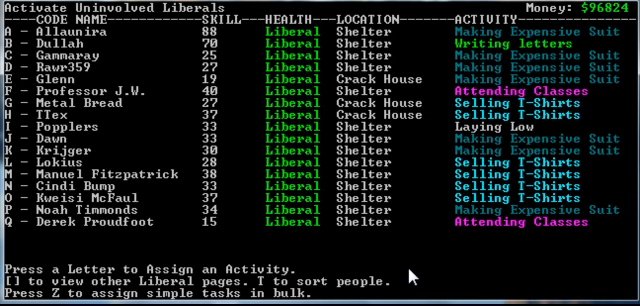 Activate Uninvolved Liberals Money: $96824
-----CODE NAME------------SKILL---HEALTH---LOCATION-------ACTIVITY---------------------
A - Allaunira 88 Liberal Shelter Making Expensive Suit
B - Dullah 70 Liberal Shelter Writing letters
C - Gammaray 25 Liberal Shelter Making Expensive Suit
D - Rawr359 27 Liberal Shelter Making Expensive Suit
E - Glenn 19 Liberal Crack House Making Expensive Suit
F - Professor J.W. 40 Liberal Shelter Attending Classes
G - Metal Bread 27 Liberal Crack House Selling T-Shirts
H - TTex 37 Liberal Crack House Selling T-Shirts
I - Popplers 33 Liberal Shelter Laying Low
J - Dawn 33 Liberal Shelter Making Expensive Suit
K - Krijger 30 Liberal Shelter Making Expensive Suit
L - Lokius 28 Liberal Shelter Selling T-Shirts
M - Manuel Fitzpatrick 38 Liberal Shelter Selling T-Shirts
N - Cindi Bump 33 Liberal Shelter Selling T-Shirts
O - Kweisi McFaul 37 Liberal Shelter Selling T-Shirts
P - Noah Timmonds 34 Liberal Shelter Making Expensive Suit
Q - Derek Proudfoot 15 Liberal Shelter Attending Classes
Press a Letter to Assign an Activity.
[] to view other Liberal pages. T to sort people.
Press Z to assign simple tasks in bulk.